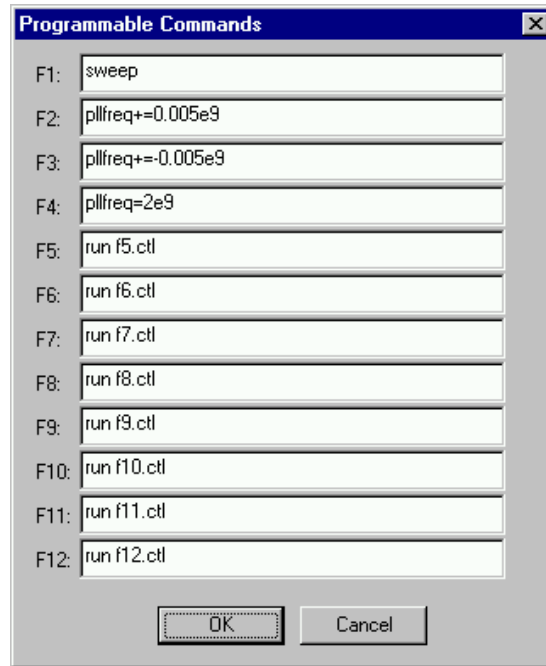 Programmable Commands
F1: sweep
F2: pllfreq+=0.005e9
F3: pllfreq+=-0.005e9
F4: pllfreq=2e9
F5: run f5.ctl
F6: run f6.ctl
F7: run f7.ctl
F8: run f8.ctl
F9: run f9.ctl
F10: run f10.ctl
F11: run f11.ctl
F12: run f12.ctl
OK Cancel